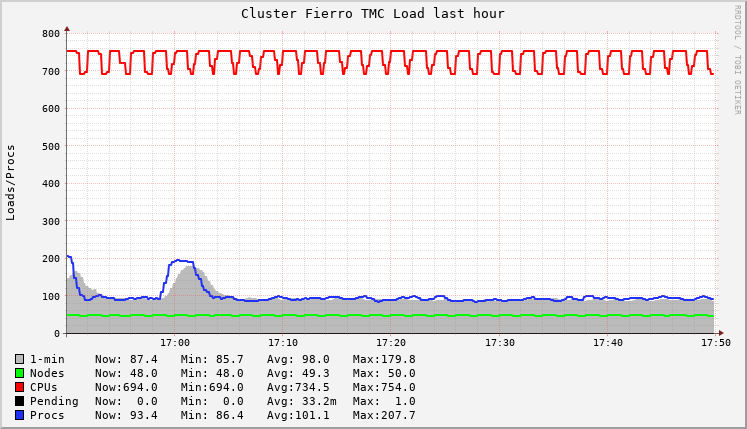 Cluster Fierro TMC Load last hour
RRDTOOL / TOBI OETIKER
Loads/Procs
800
700
600
500
400
300
200
100
0
17:00 17:10 17:20 17:30 17:40 17:50
1-min Now: 87.4 Min: 85.7 Avg: 98.0 Max:179.8
Nodes Now: 48.0 Min: 48.0 Avg: 49.3 Max: 50.0
CPUs Now:694.0 Min:694.0 Avg:734.5 Max:754.0
Pending Now: 0.0 Min: 0.0 Avg: 33.2m Max: 1.0
Procs Now: 93.4 Min: 86.4 Avg:101.1 Max:207.7